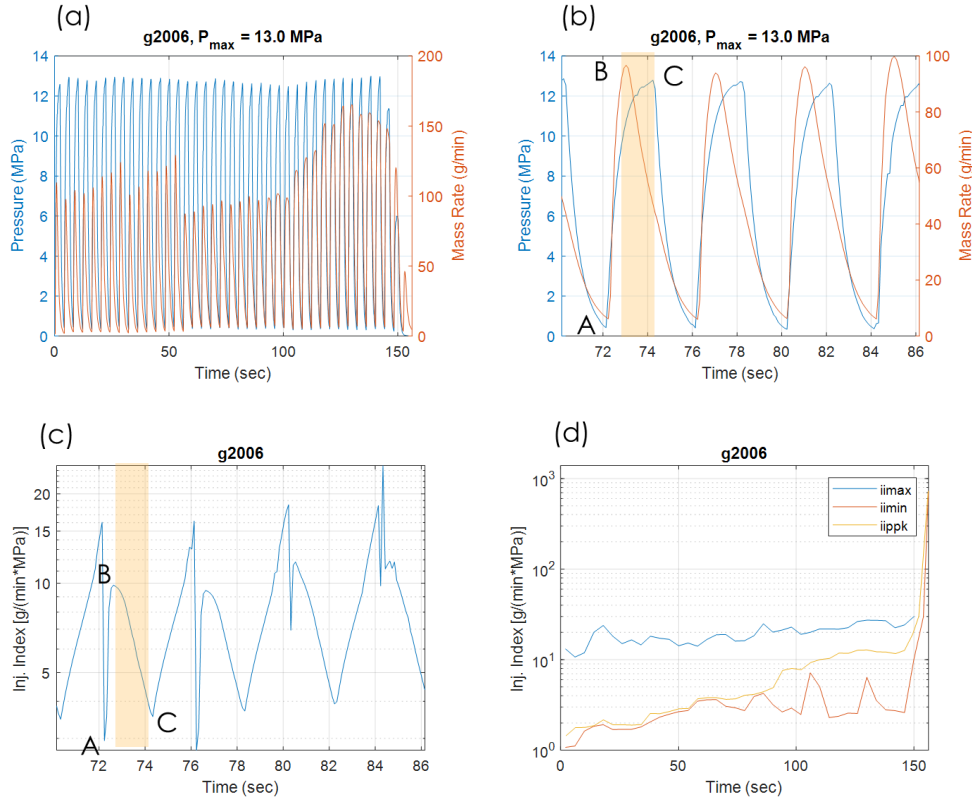 (a)
g2006, P_max = 13.0 MPa
Pressure (MPa)
14
12
10
8
6
4
2
0
200
150
100
50
0
Mass Rate (g/min)
0 50 100 150
Time (sec)
(b)
g2006, P_max = 13.0 MPa
Pressure (MPa)
14
12
10
8
6
4
2
0
B
C
A
100
80
60
40
20
0
Mass Rate (g/min)
72 74 76 78 80 82 84 86
Time (sec)
(c)
g2006
Inj. Index [g/(min*MPa)]
20
15
10
5
B
C
A
72 74 76 78 80 82 84 86
Time (sec)
(d)
g2006
Inj. Index [g/(min*MPa)]
10³
10²
10¹
10⁰
iimax
iimin
iippk
0 50 100 150
Time (sec)